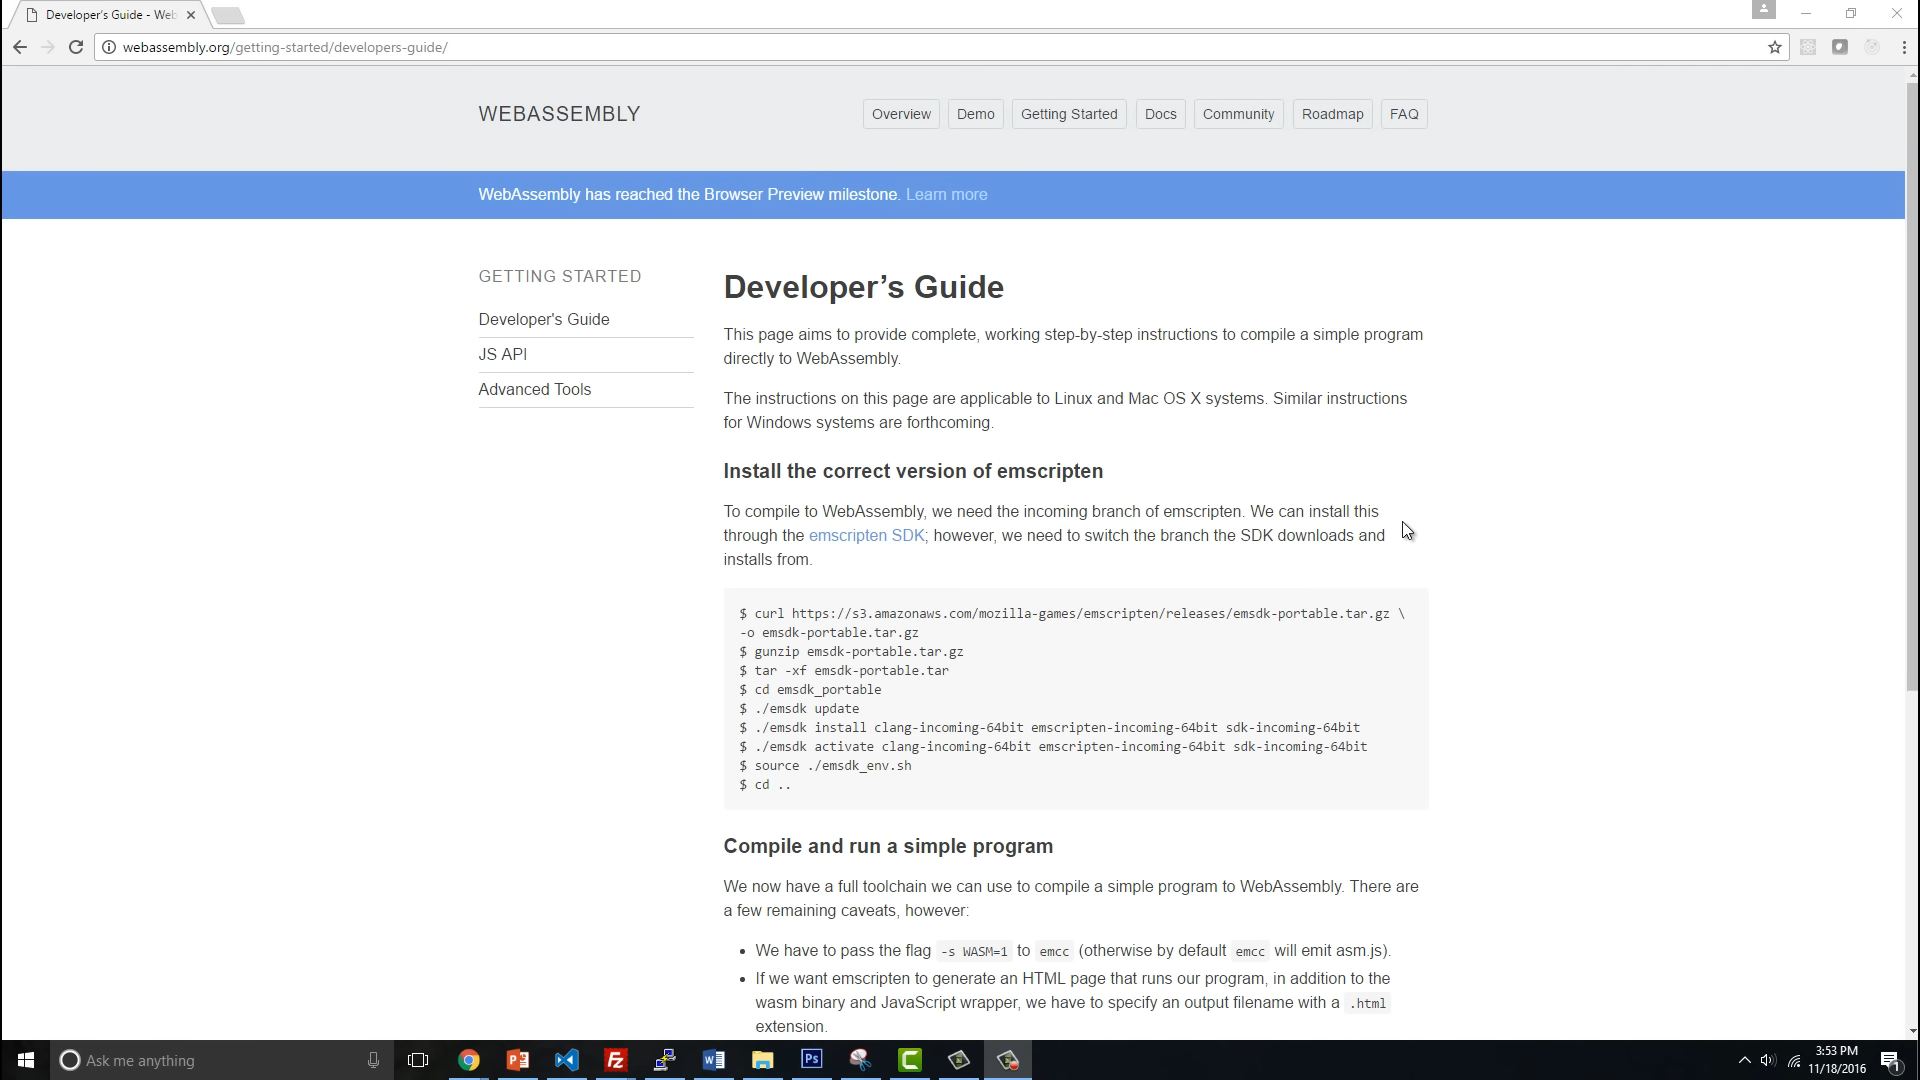 Developer's Guide - Web
webassembly.org/getting-started/developers-guide/
WEBASSEMBLY
Overview
Demo
Getting Started
Docs
Community
Roadmap
FAQ
WebAssembly has reached the Browser Preview milestone. Learn more
GETTING STARTED
Developer's Guide
JS API
Advanced Tools
Developer’s Guide
This page aims to provide complete, working step-by-step instructions to compile a simple program
directly to WebAssembly.
The instructions on this page are applicable to Linux and Mac OS X systems. Similar instructions
for Windows systems are forthcoming.
Install the correct version of emscripten
To compile to WebAssembly, we need the incoming branch of emscripten. We can install this
through the emscripten SDK; however, we need to switch the branch the SDK downloads and
installs from.
$ curl https://s3.amazonaws.com/mozilla-games/emscripten/releases/emsdk-portable.tar.gz \
-o emsdk-portable.tar.gz
$ gunzip emsdk-portable.tar.gz
$ tar -xf emsdk-portable.tar
$ cd emsdk_portable
$ ./emsdk update
$ ./emsdk install clang-incoming-64bit emscripten-incoming-64bit sdk-incoming-64bit
$ ./emsdk activate clang-incoming-64bit emscripten-incoming-64bit sdk-incoming-64bit
$ source ./emsdk_env.sh
$ cd ..
Compile and run a simple program
We now have a full toolchain we can use to compile a simple program to WebAssembly. There are
a few remaining caveats, however:
• We have to pass the flag -s WASM=1 to emcc (otherwise by default emcc will emit asm.js).
• If we want emscripten to generate an HTML page that runs our program, in addition to the
wasm binary and JavaScript wrapper, we have to specify an output filename with a .html
extension.
Ask me anything
3:53 PM
11/18/2016
1